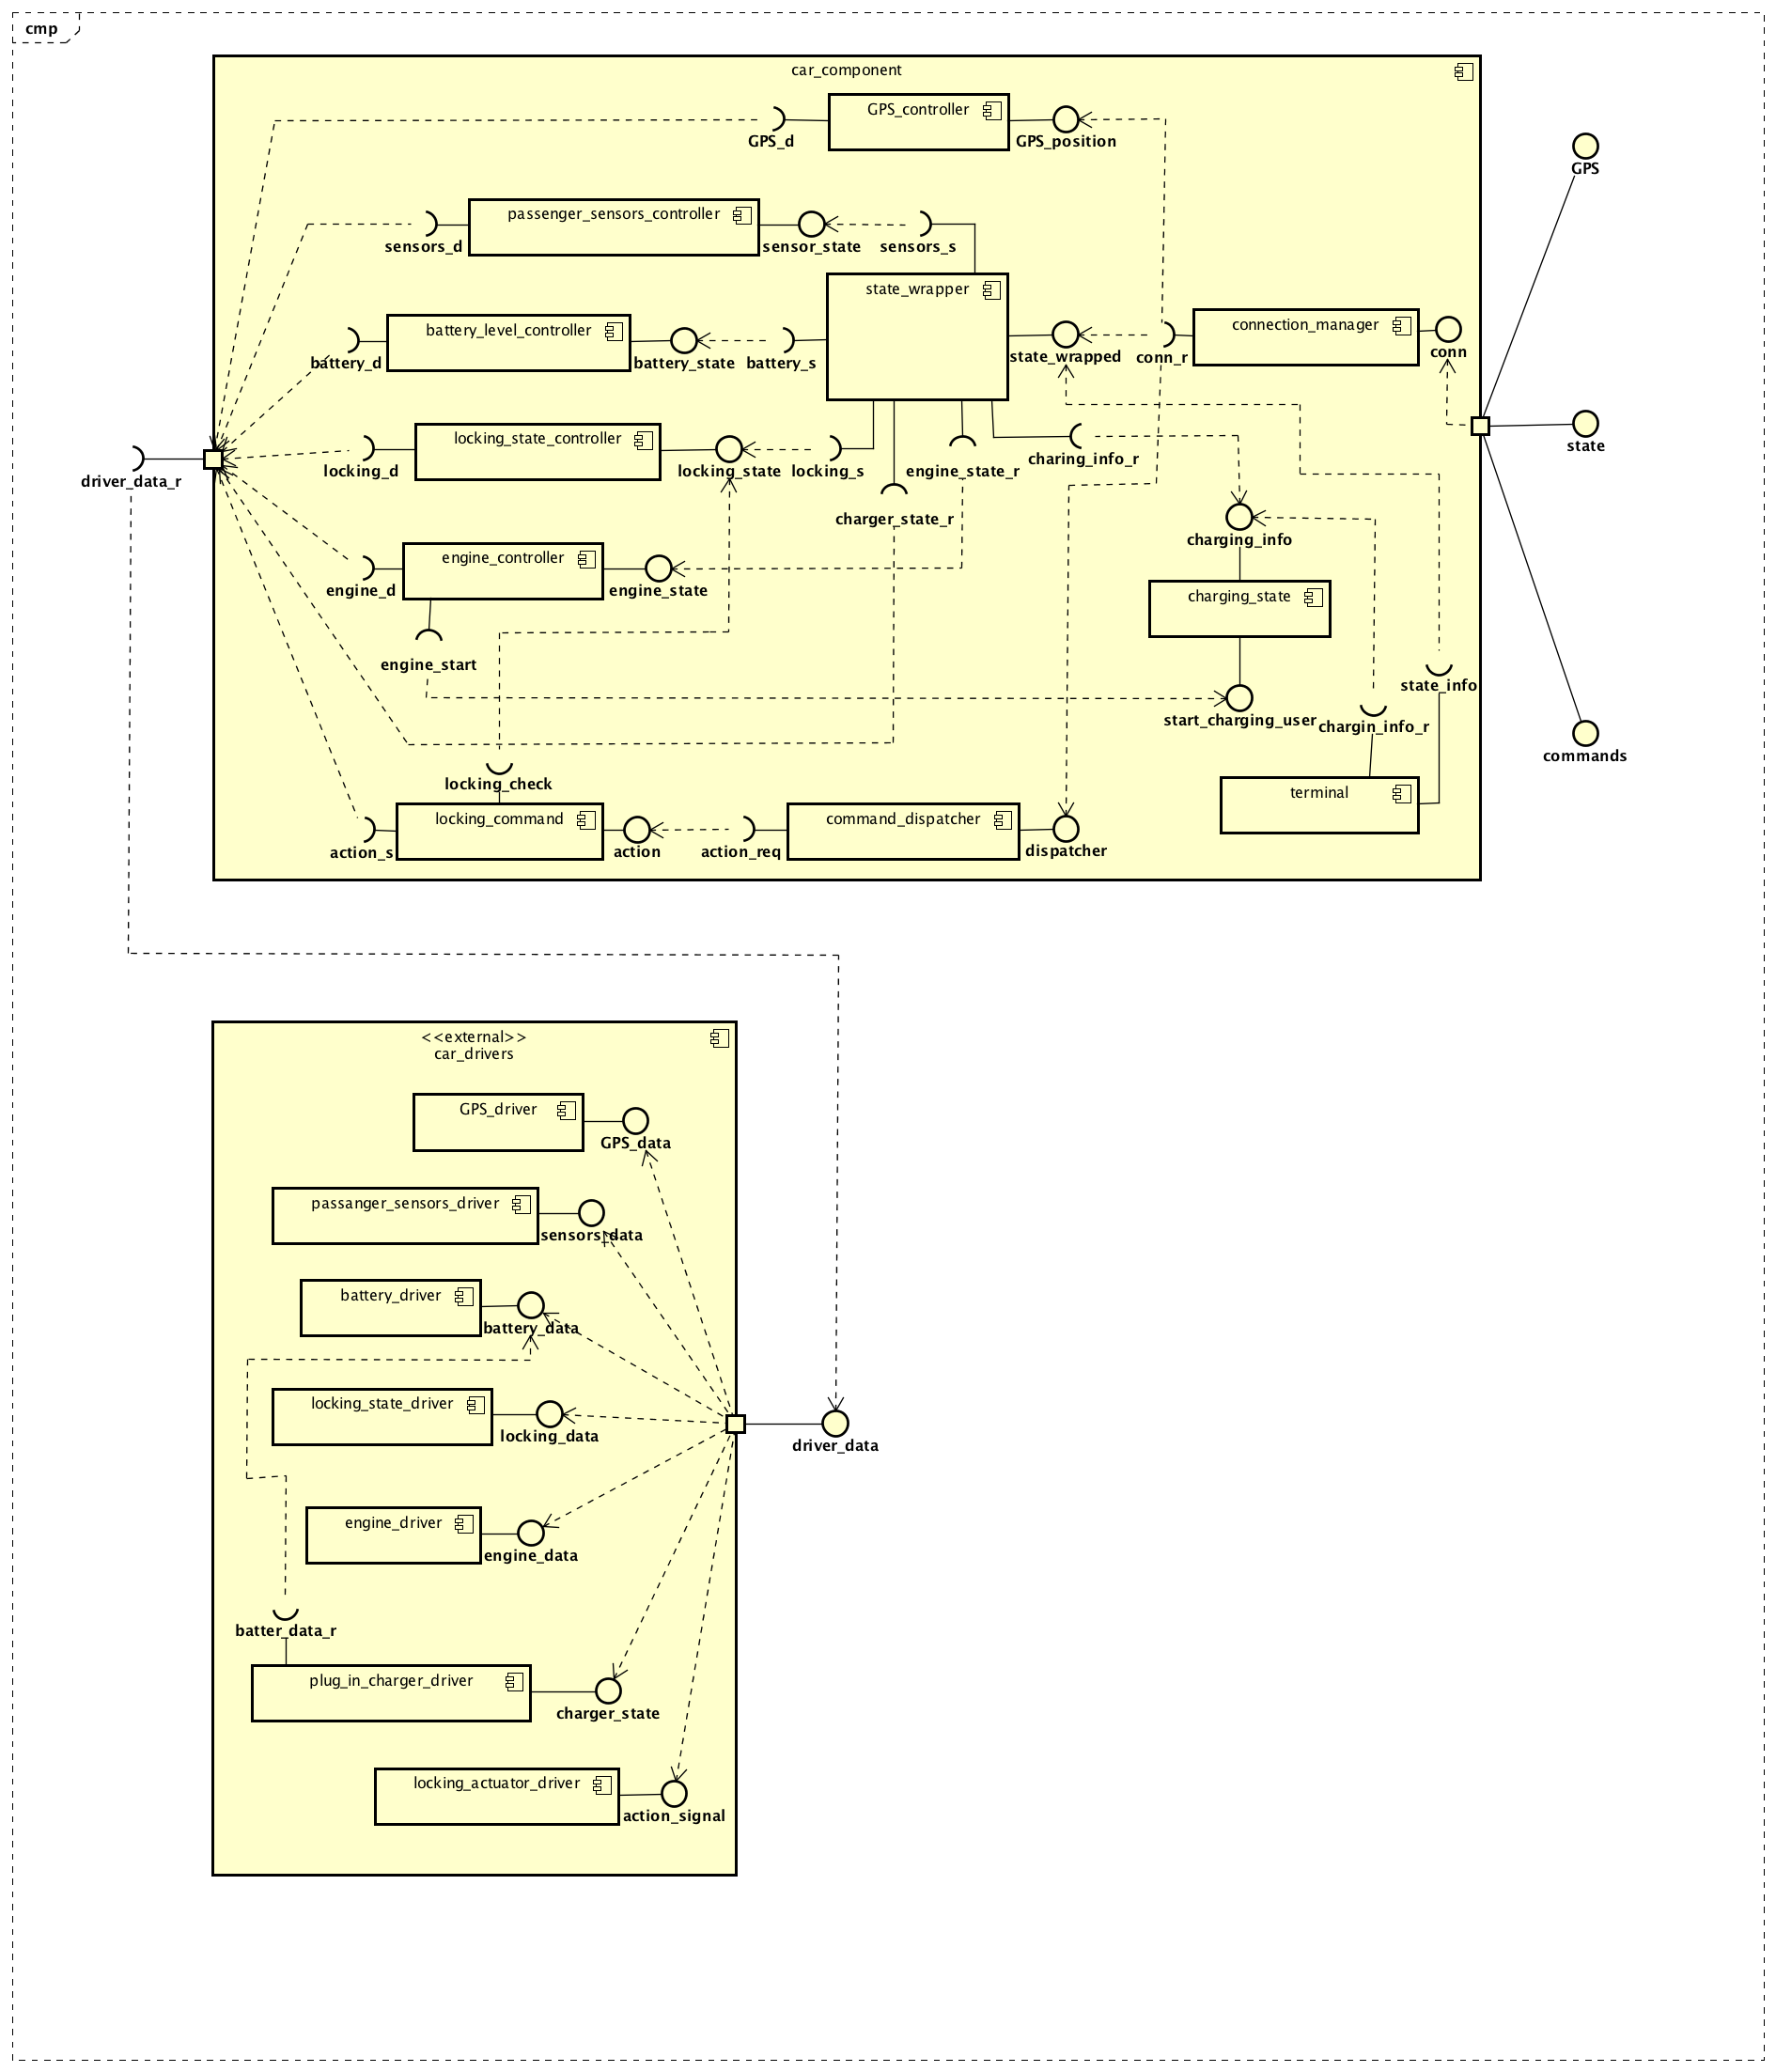 cmp
car_component
GPS_controller
GPS_d
GPS_position
GPS
passenger_sensors_controller
sensors_d
sensor_state
sensors_s
state_wrapper
battery_level_controller
connection_manager
battery_d
battery_state
battery_s
state_wrapped
conn_r
conn
locking_state_controller
state
locking_d
locking_state
locking_s
engine_state_r
charing_info_r
driver_data_r
charger_state_r
charging_info
engine_controller
engine_d
engine_state
charging_state
engine_start
state_info
start_charging_user
chargin_info_r
commands
locking_check
terminal
locking_command
command_dispatcher
action_s
action
action_req
dispatcher
<<external>>
car_drivers
GPS_driver
GPS_data
passanger_sensors_driver
sensors_data
battery_driver
battery_data
locking_state_driver
locking_data
driver_data
engine_driver
engine_data
batter_data_r
plug_in_charger_driver
charger_state
locking_actuator_driver
action_signal